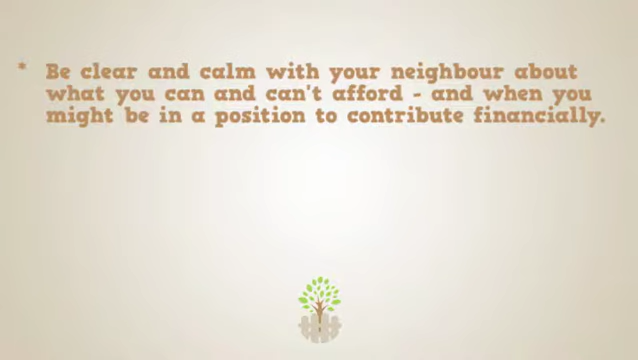 * Be clear and calm with your neighbour about
what you can and can't afford - and when you
might be in a position to contribute financially.